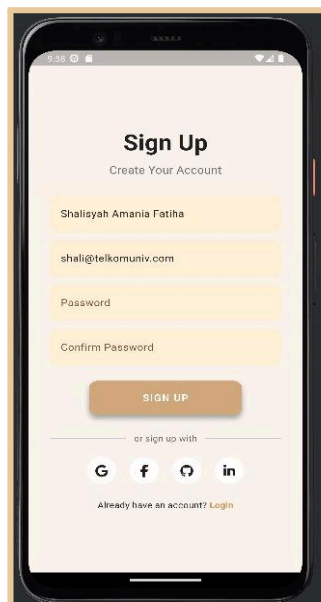 9:58
Sign Up
Create Your Account
Shalisyah Amania Fatiha
shali@telkomuniv.com
Password
Confirm Password
SIGN UP
or sign up with
G f in
Already have an account? Login